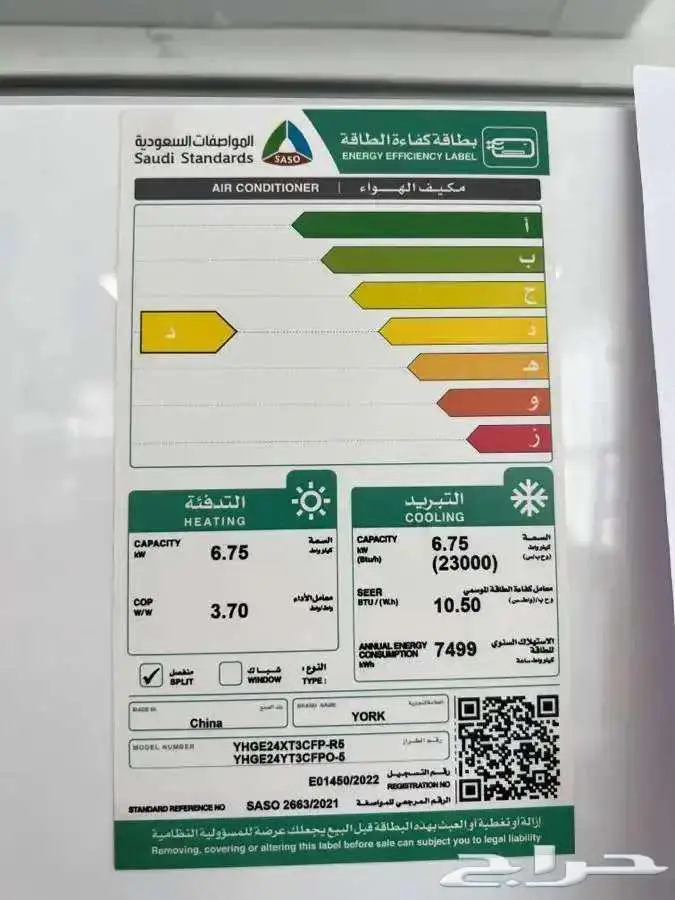 المواصفات السعودية
Saudi Standards
SASO
بطاقة كفاءة الطاقة
ENERGY EFFICIENCY LABEL
AIR CONDITIONER | مكيف الهـواء
أ
ب
ج
د
د
هـ
و
ز
التدفئة
HEATING
CAPACITY 6.75 السعة
kW كيلو واط
COP 3.70 معامل الأداء
W/W واط/واط
التبريد
COOLING
CAPACITY 6.75 السعة
kW كيلو واط
(Btu/h) (23000) (و ح ب/س)
SEER معامل كفاءة الطاقة الموسمي
BTU / (W.h) 10.50 و ح ب/(واط.س)
ANNUAL ENERGY CONSUMPTION 7499 الاستهلاك السنوي للطاقة
kWh كيلو واط.ساعة
منفصل SPLIT
شباك WINDOW
النوع:
TYPE :
MADE IN بلد الصنع
China
BRAND NAME العلامة التجارية
YORK
MODEL NUMBER رقم الطراز
YHGE24XT3CFP-R5
YHGE24YT3CFPO-5
E01450/2022 رقم التسجيل
REGISTRATION NO
STANDARD REFERENCE NO SASO 2663/2021 الرقم المرجعي للمواصفة
إزالة أو تغطية أو العبث بهذه البطاقة قبل البيع يجعلك عرضة للمسؤولية النظامية
Removing, covering or altering this label before sale can subject you to legal liability
حراج